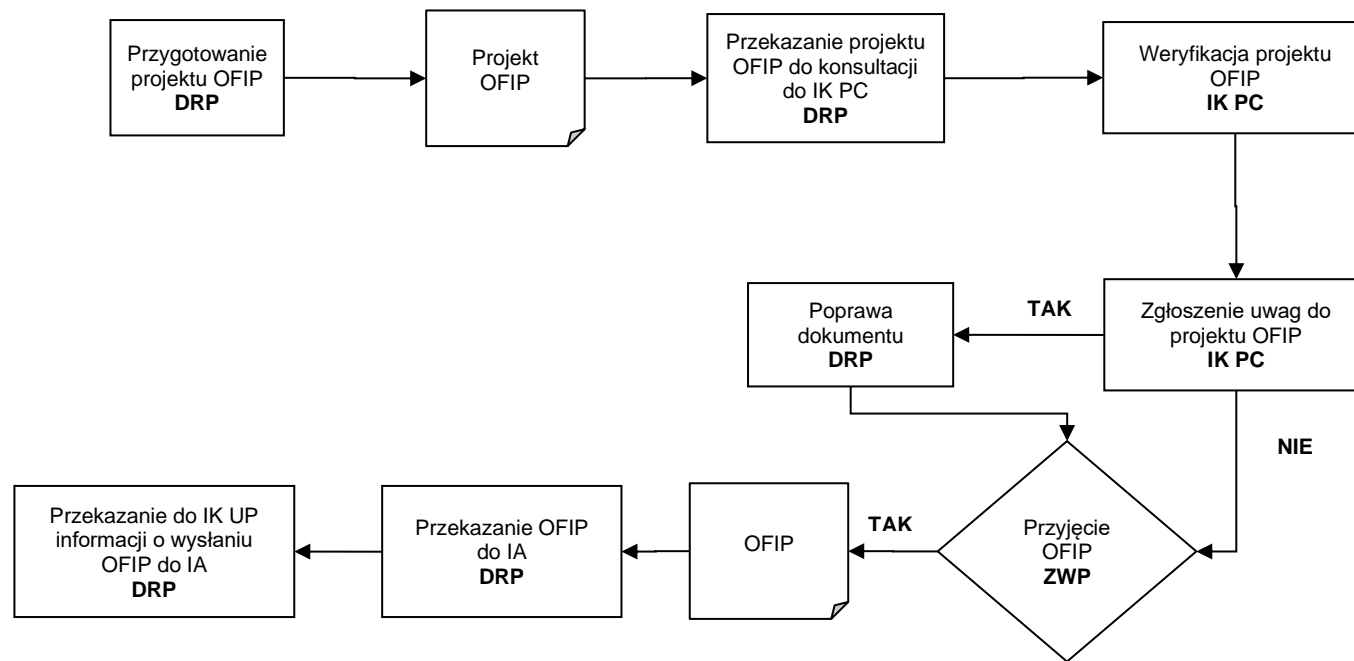 Przygotowanie
projektu OFIP
DRP
Projekt
OFIP
Przekazanie projektu
OFIP do konsultacji
do IK PC
DRP
Weryfikacja projektu
OFIP
IK PC
Zgłoszenie uwag do
projektu OFIP
IK PC
TAK
Poprawa
dokumentu
DRP
NIE
Przyjęcie
OFIP
ZWP
TAK
OFIP
Przekazanie OFIP
do IA
DRP
Przekazanie do IK UP
informacji o wysłaniu
OFIP do IA
DRP